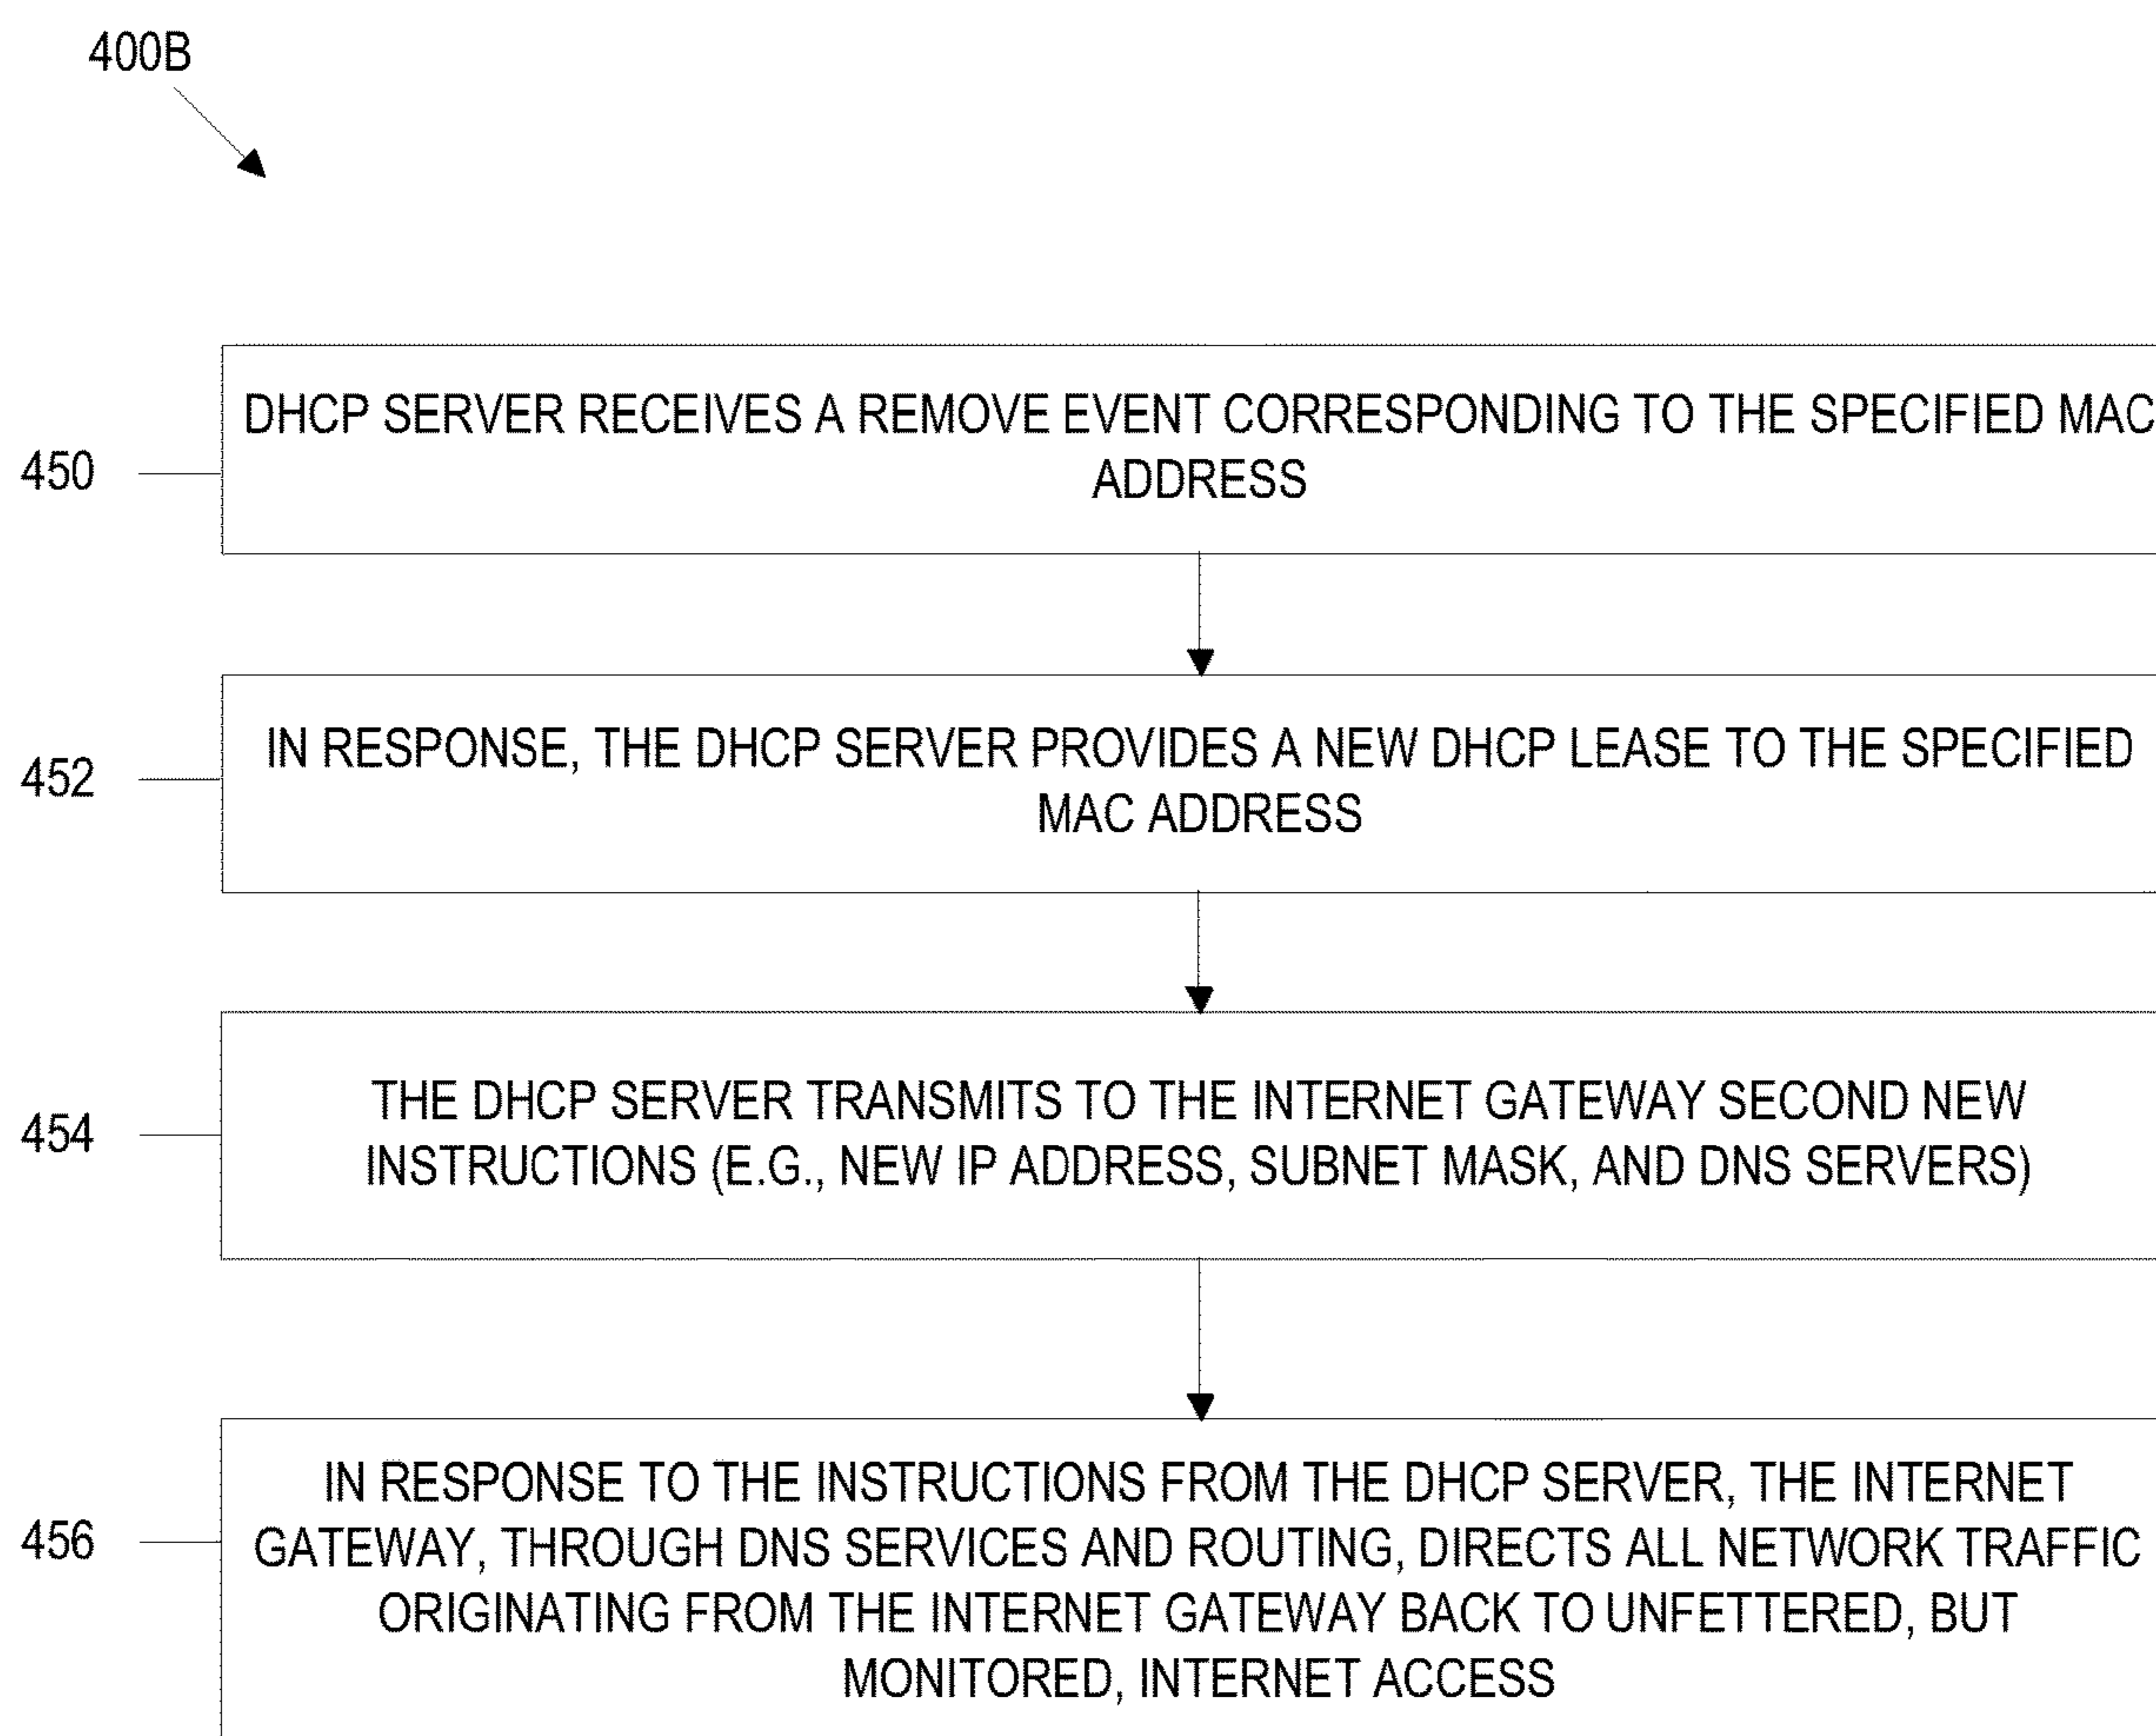 400B
450
DHCP SERVER RECEIVES A REMOVE EVENT CORRESPONDING TO THE SPECIFIED MAC
ADDRESS
452
IN RESPONSE, THE DHCP SERVER PROVIDES A NEW DHCP LEASE TO THE SPECIFIED
MAC ADDRESS
454
THE DHCP SERVER TRANSMITS TO THE INTERNET GATEWAY SECOND NEW
INSTRUCTIONS (E.G., NEW IP ADDRESS, SUBNET MASK, AND DNS SERVERS)
456
IN RESPONSE TO THE INSTRUCTIONS FROM THE DHCP SERVER, THE INTERNET
GATEWAY, THROUGH DNS SERVICES AND ROUTING, DIRECTS ALL NETWORK TRAFFIC
ORIGINATING FROM THE INTERNET GATEWAY BACK TO UNFETTERED, BUT
MONITORED, INTERNET ACCESS